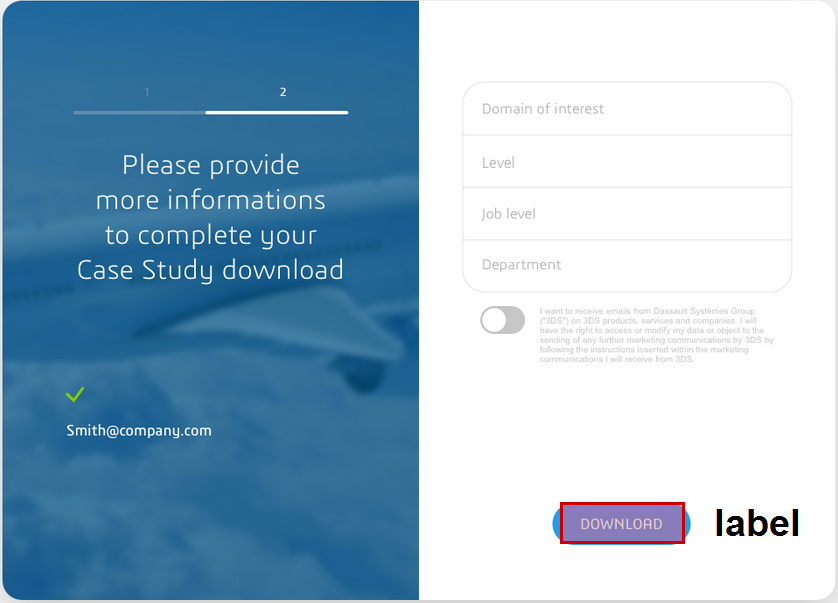 1
2
Please provide
more informations
to complete your
Case Study download
Smith@company.com
Domain of interest
Level
Job level
Department
I want to receive emails from Dassault Systèmes Group
("3DS") on 3DS products, services and companies. I will
have the right to access or modify my data or object to the
sending of any further marketing communications by 3DS by
following the instructions inserted within the marketing
communications I will receive from 3DS.
DOWNLOAD
label